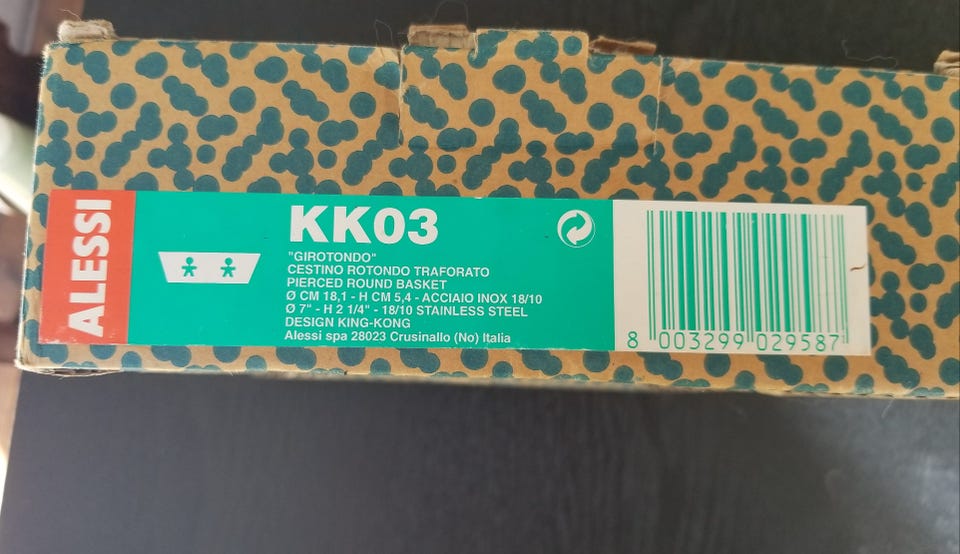 ALESSI
KK03
"GIROTONDO"
CESTINO ROTONDO TRAFORATO
PIERCED ROUND BASKET
Ø CM 18,1 - H CM 5,4 - ACCIAIO INOX 18/10
Ø 7" - H 2 1/4" - 18/10 STAINLESS STEEL
DESIGN KING-KONG
Alessi spa 28023 Crusinallo (No) Italia
8 003299 029587